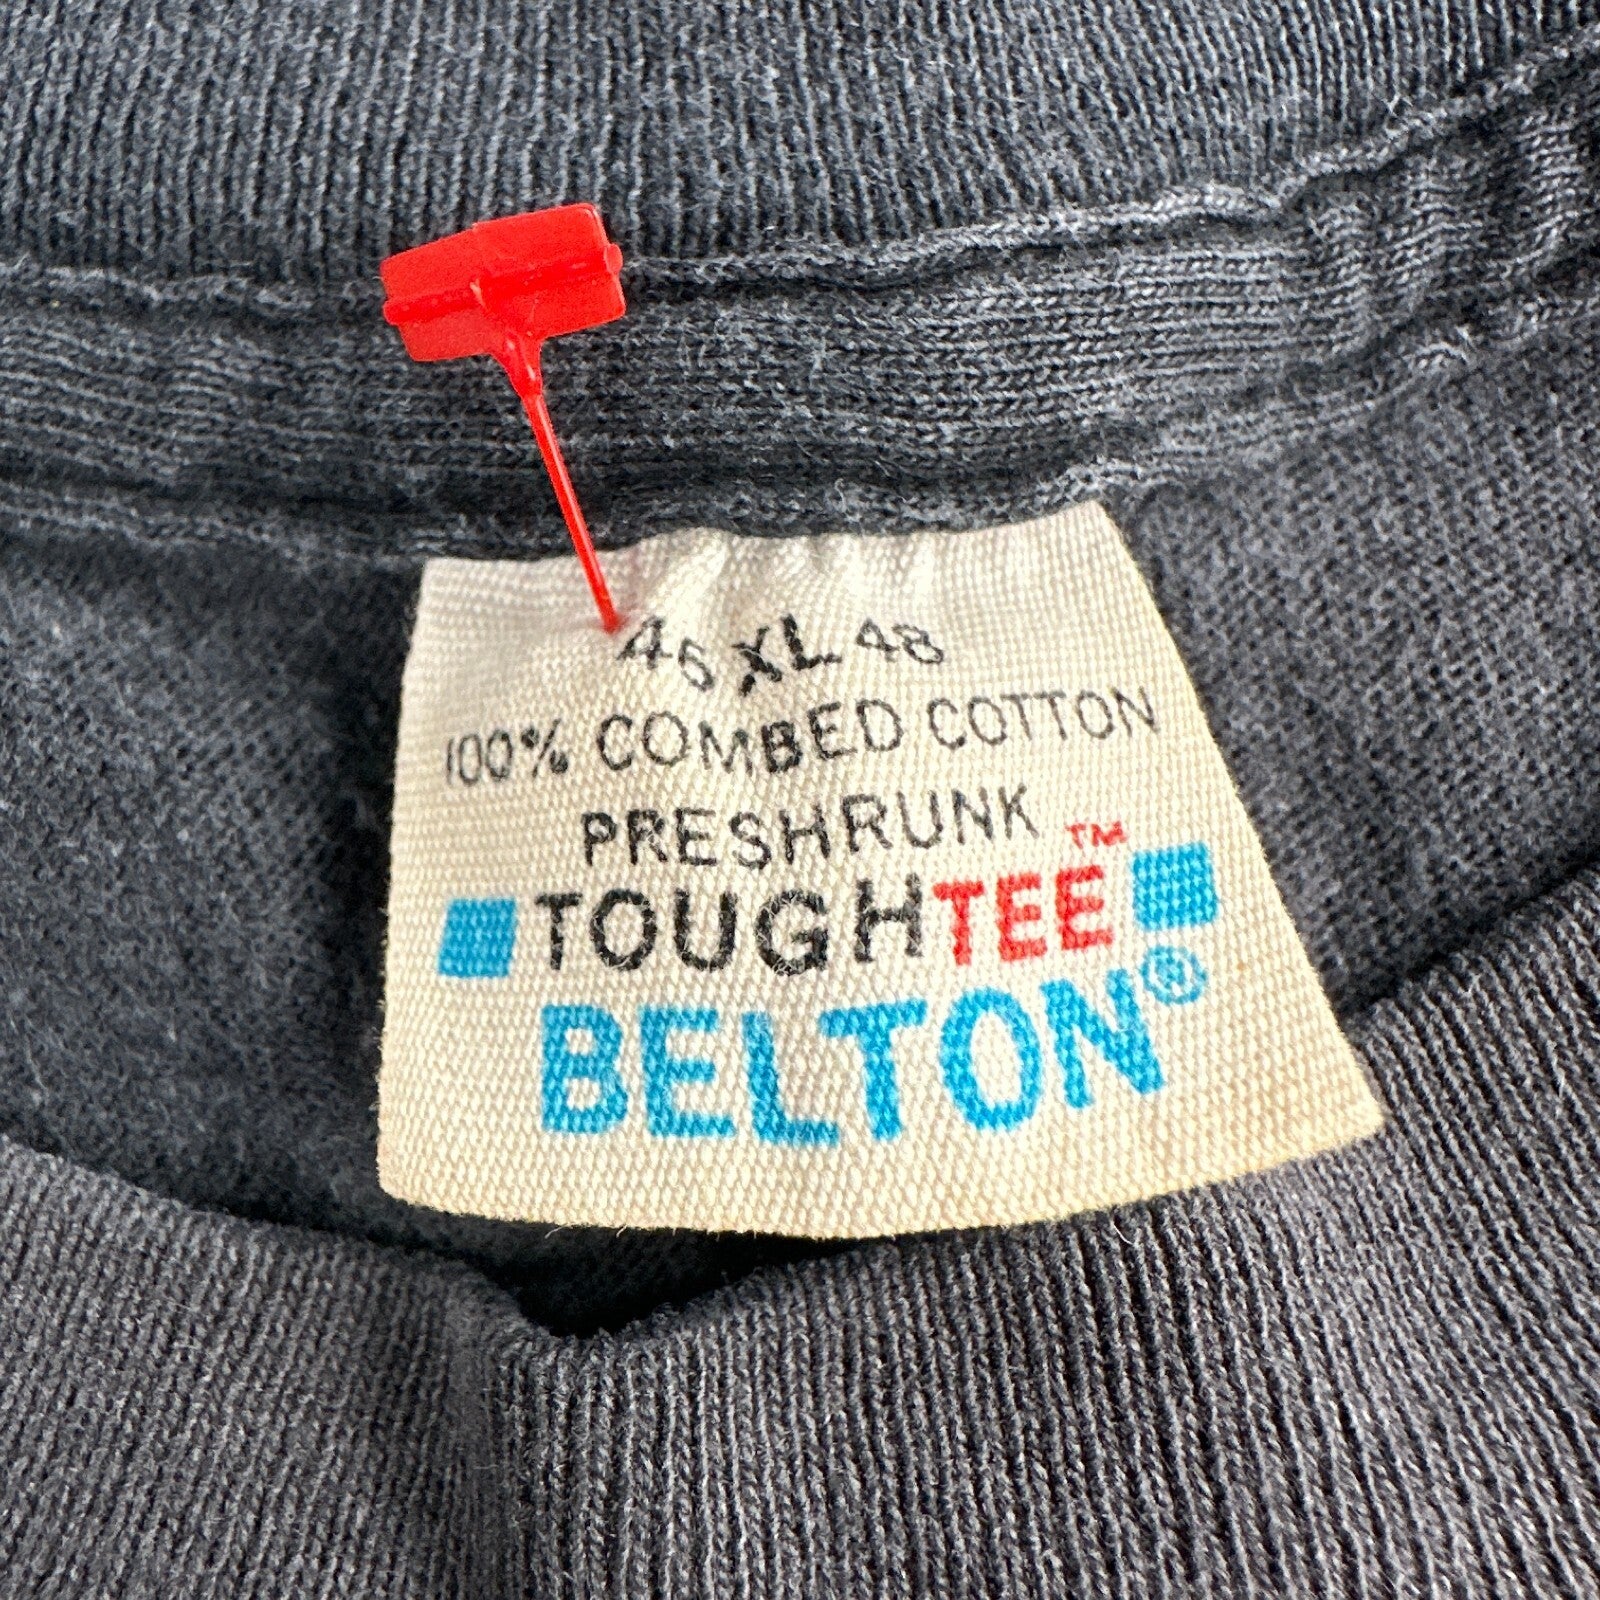 46 XL 48
100% COMBED COTTON
PRESHRUNK
TOUGHTEE™
BELTON®